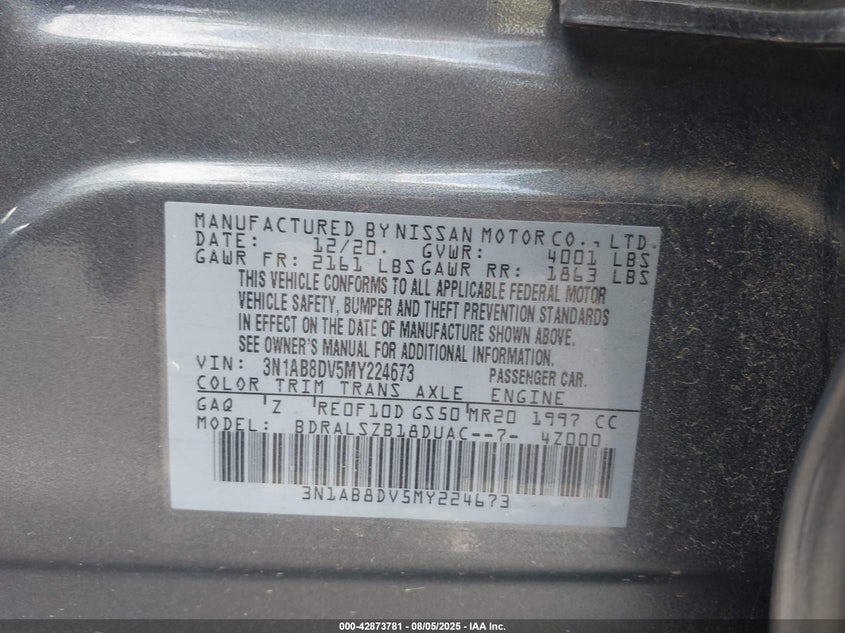 MANUFACTURED BY NISSAN MOTOR CO., LTD.
DATE: 12/20. GVWR: 4001 LBS
GAWR FR: 2161 LBS GAWR RR: 1863 LBS
THIS VEHICLE CONFORMS TO ALL APPLICABLE FEDERAL MOTOR
VEHICLE SAFETY, BUMPER AND THEFT PREVENTION STANDARDS
IN EFFECT ON THE DATE OF MANUFACTURE SHOWN ABOVE.
SEE OWNER'S MANUAL FOR ADDITIONAL INFORMATION.
VIN: 3N1AB8DV5MY224673 PASSENGER CAR.
COLOR TRIM TRANS AXLE ENGINE
GAQ Z RE0F10D GS50 MR20 1997 CC
MODEL: BDRALSZB18DUAC--7- 4Z000
3N1AB8DV5MY224673
000-42873781 - 08/05/2025 - IAA Inc.